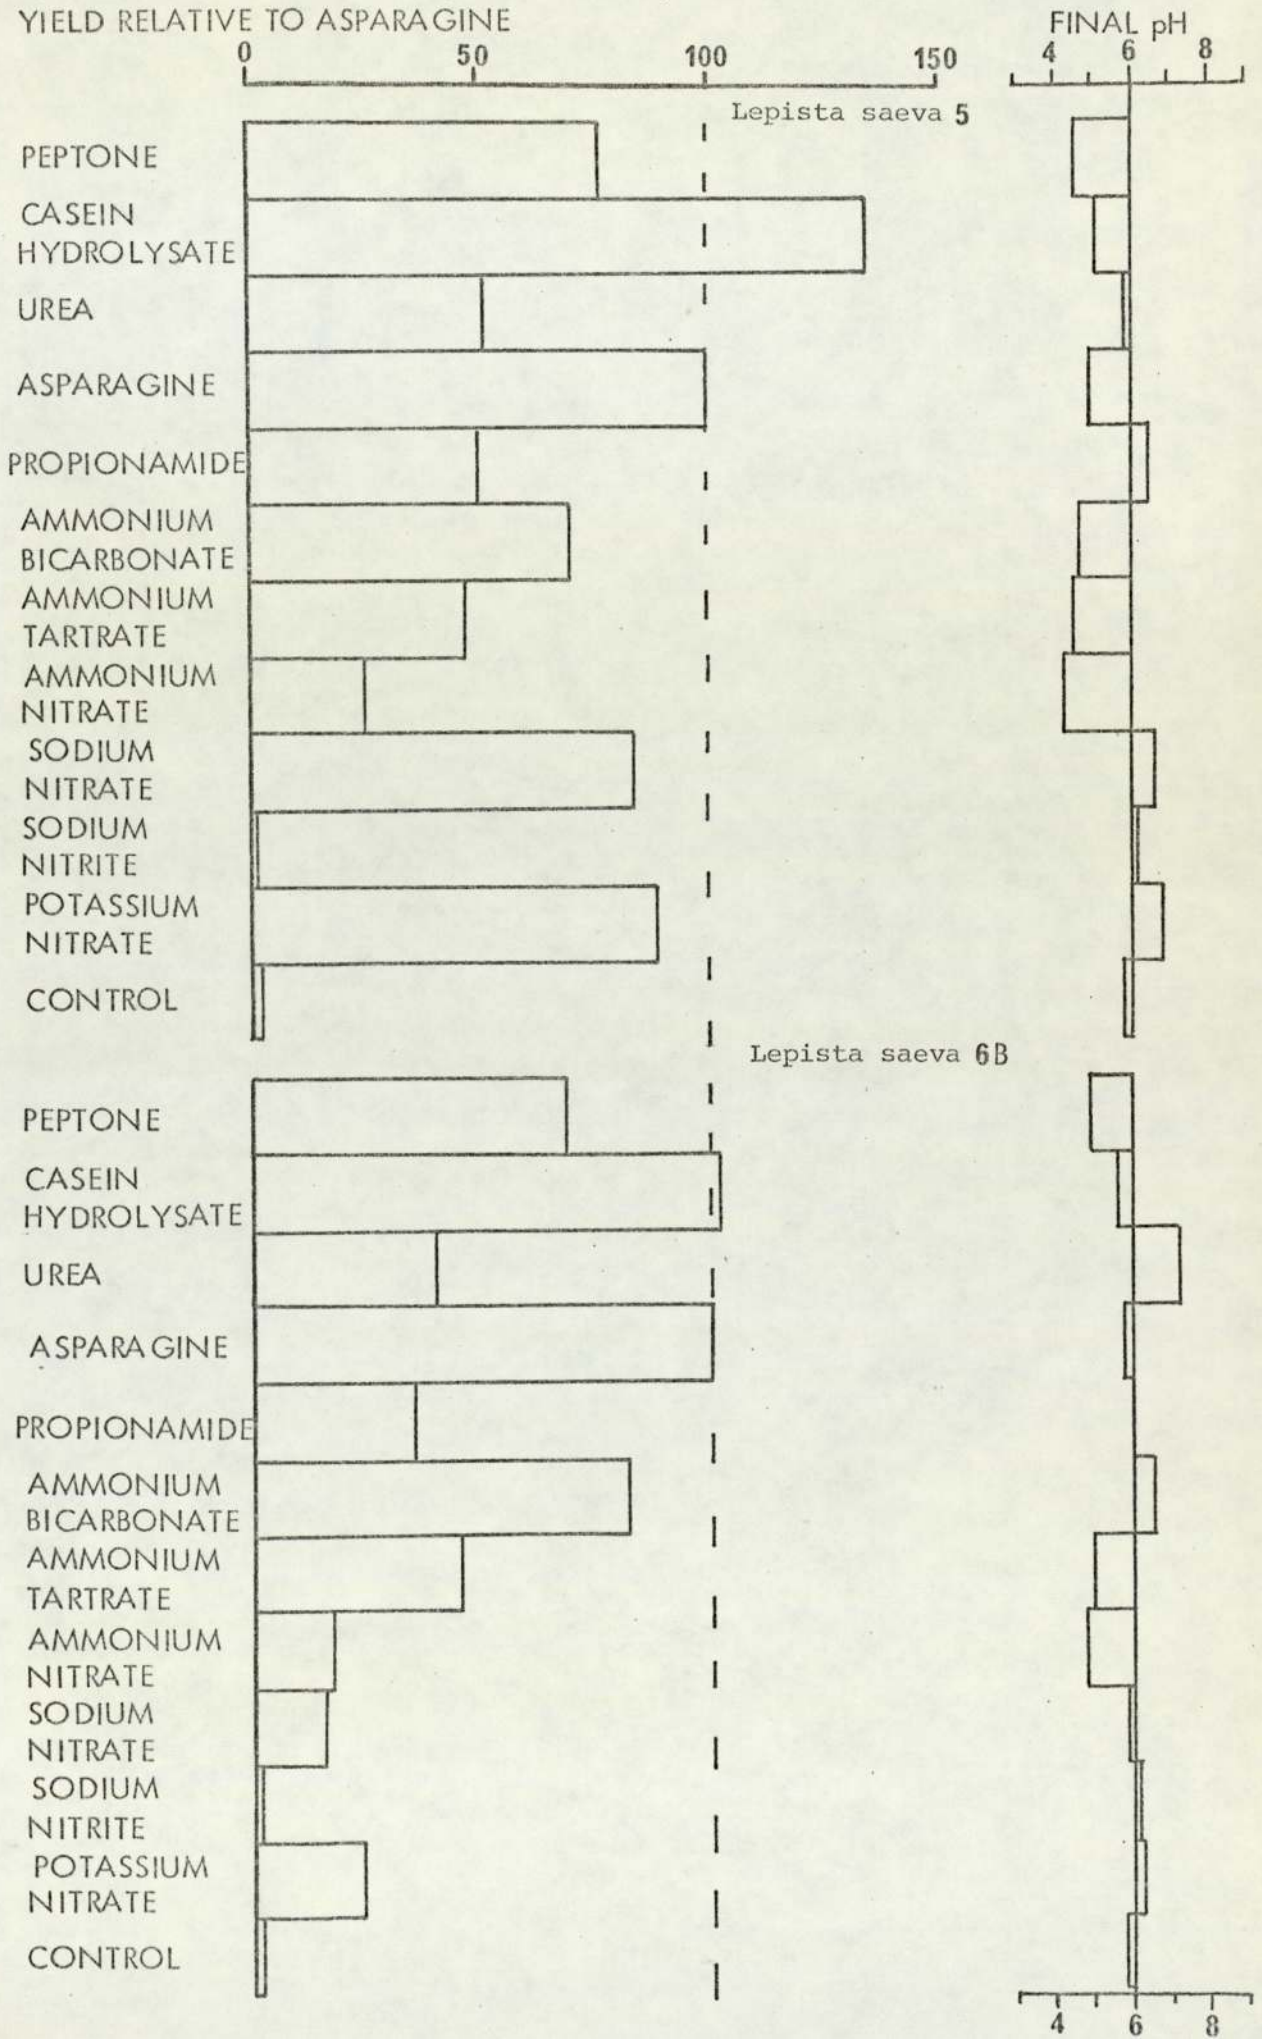 YIELD RELATIVE TO ASPARAGINE
FINAL pH
0 50 100 150
4 6 8
Lepista saeva 5
PEPTONE
CASEIN
HYDROLYSATE
UREA
ASPARAGINE
PROPIONAMIDE
AMMONIUM
BICARBONATE
AMMONIUM
TARTRATE
AMMONIUM
NITRATE
SODIUM
NITRATE
SODIUM
NITRITE
POTASSIUM
NITRATE
CONTROL
Lepista saeva 6B
PEPTONE
CASEIN
HYDROLYSATE
UREA
ASPARAGINE
PROPIONAMIDE
AMMONIUM
BICARBONATE
AMMONIUM
TARTRATE
AMMONIUM
NITRATE
SODIUM
NITRATE
SODIUM
NITRITE
POTASSIUM
NITRATE
CONTROL
4 6 8